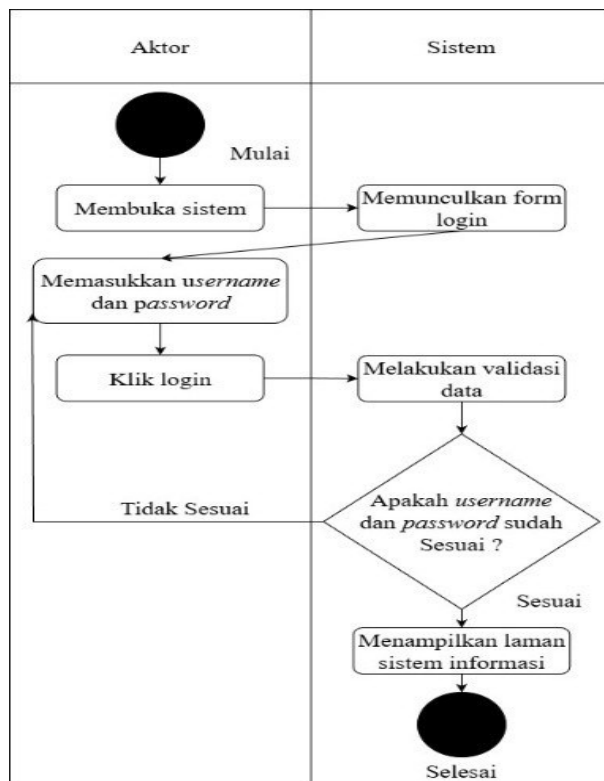 Aktor
Sistem
Mulai
Membuka sistem
Memunculkan form
login
Memasukkan username
dan password
Klik login
Melakukan validasi
data
Tidak Sesuai
Apakah username
dan password sudah
Sesuai ?
Sesuai
Menampilkan laman
sistem informasi
Selesai